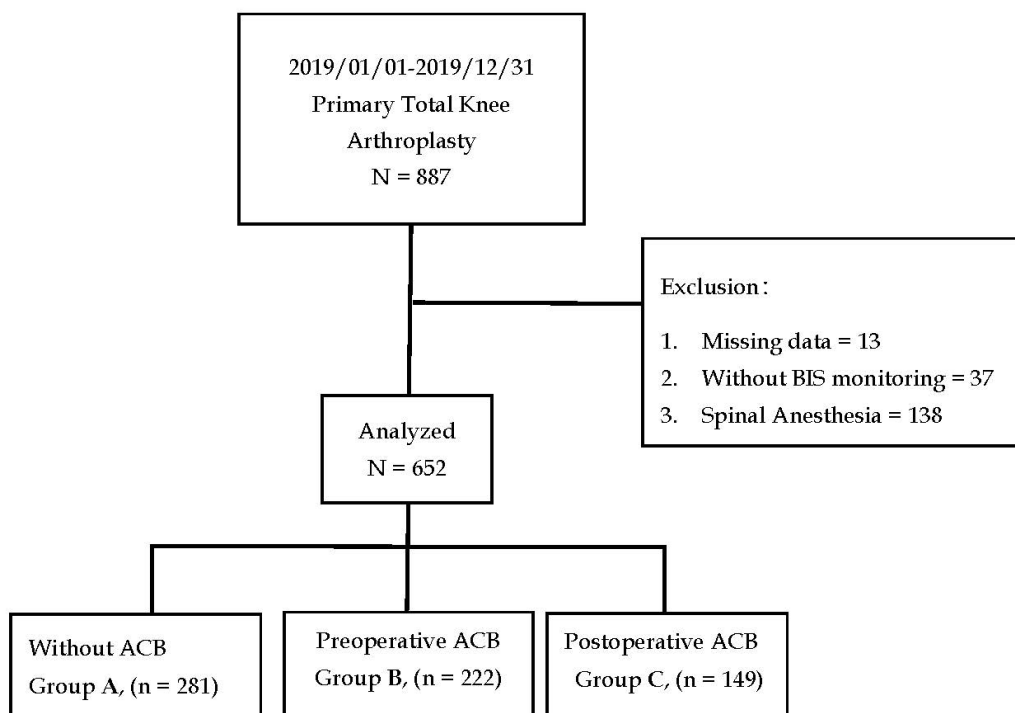 2019/01/01-2019/12/31
Primary Total Knee
Arthroplasty
N = 887
Exclusion:
1. Missing data = 13
2. Without BIS monitoring = 37
3. Spinal Anesthesia = 138
Analyzed
N = 652
Without ACB
Group A, (n = 281)
Preoperative ACB
Group B, (n = 222)
Postoperative ACB
Group C, (n = 149)